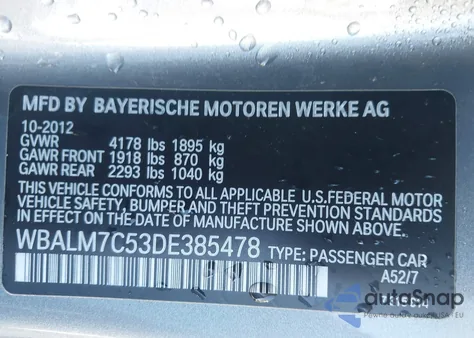 MFD BY BAYERISCHE MOTOREN WERKE AG
10-2012
GVWR 4178 lbs 1895 kg
GAWR FRONT 1918 lbs 870 kg
GAWR REAR 2293 lbs 1040 kg
THIS VEHICLE CONFORMS TO ALL APPLICABLE U.S.FEDERAL MOTOR
VEHICLE SAFETY, BUMPER AND THEFT PREVENTION STANDARDS IN
EFFECT ON THE DATE OF MANUFACTURE SHOWN ABOVE.
WBALM7C53DE385478 TYPE: PASSENGER CAR
A52/7
autoSnap